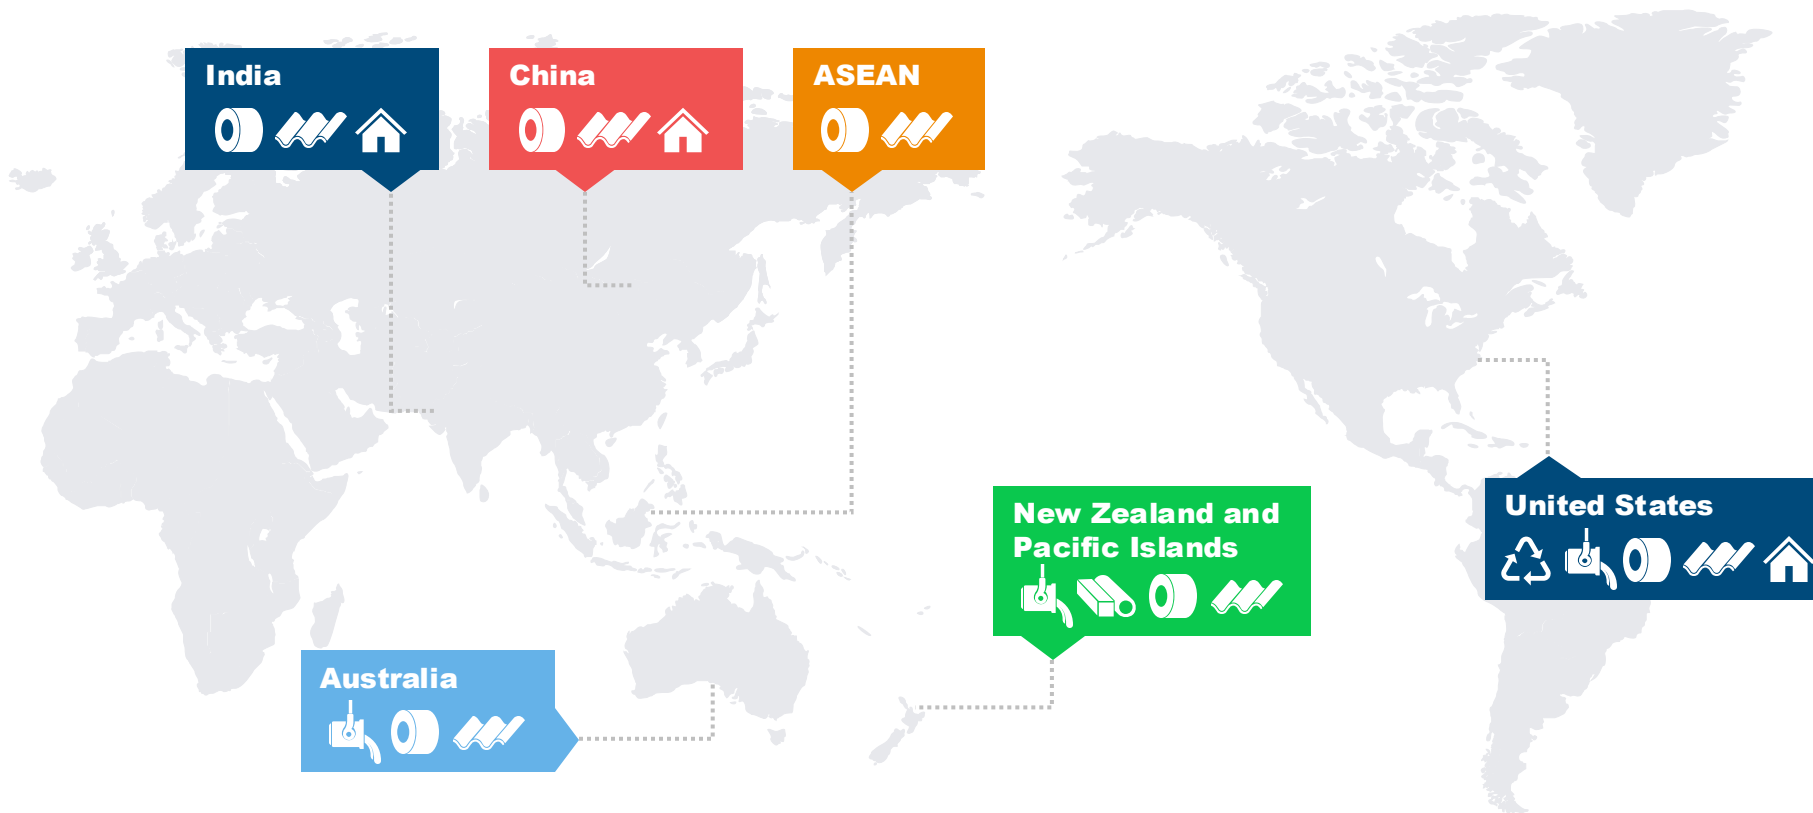 India
China
ASEAN
New Zealand and
Pacific Islands
United States
Australia